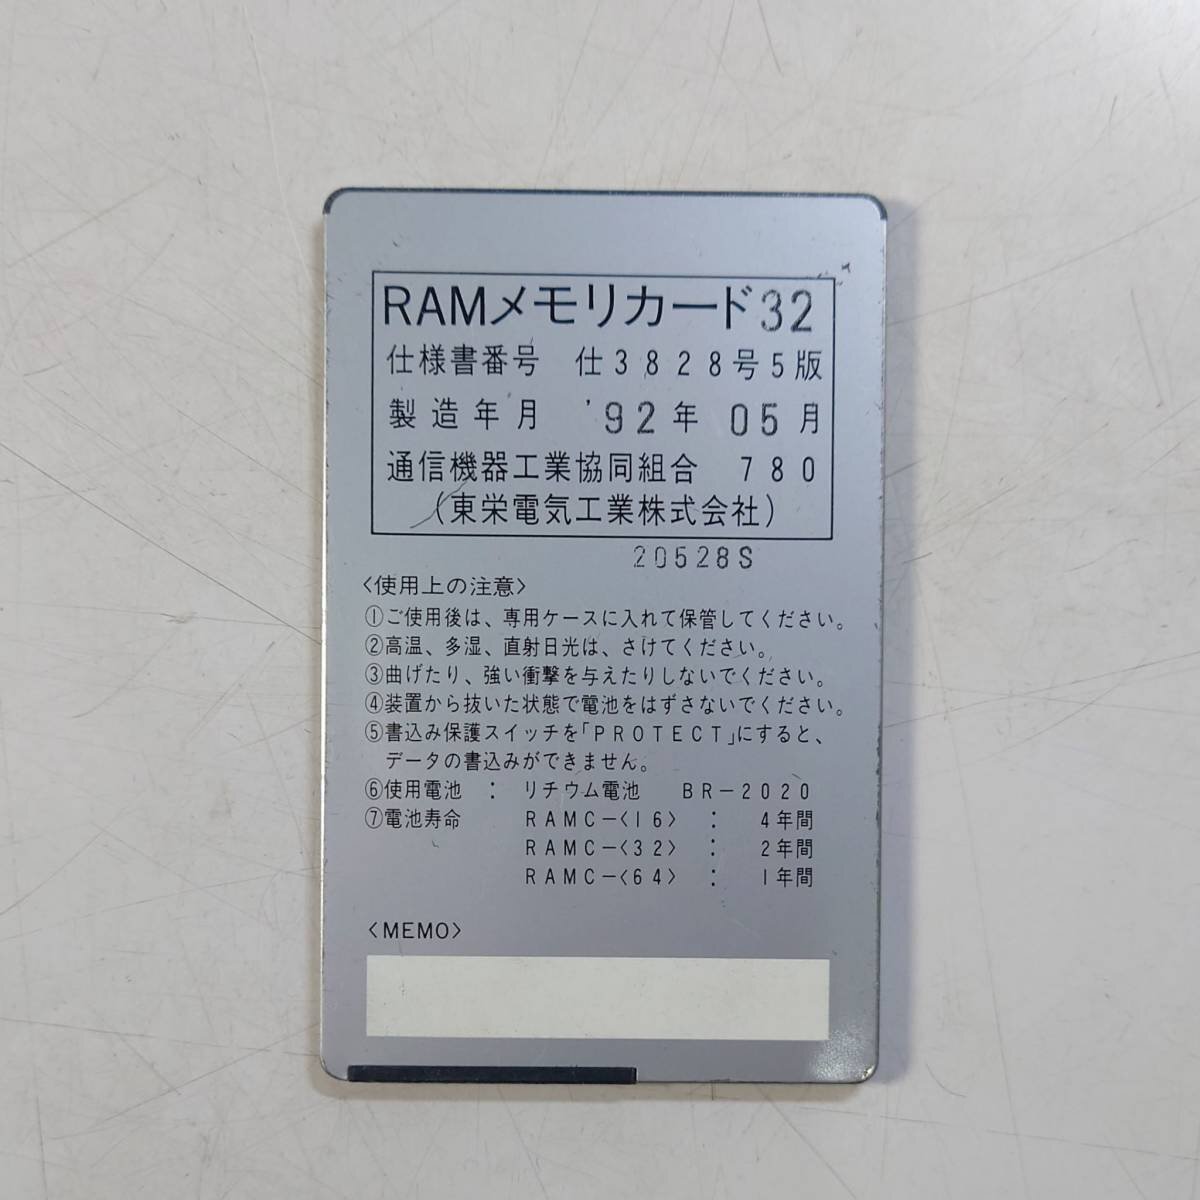 RAMメモリカード32
仕様書番号 仕3828号5版
製造年月 '92年 05月
通信機器工業協同組合 780
(東栄電気工業株式会社)
20528S
<使用上の注意>
①ご使用後は、専用ケースに入れて保管してください。
②高温、多湿、直射日光は、さけてください。
③曲げたり、強い衝撃を与えたりしないでください。
④装置から抜いた状態で電池をはずさないでください。
⑤書込み保護スイッチを「PROTECT」にすると、
データの書込みができません。
⑥使用電池 : リチウム電池 BR-2020
⑦電池寿命 RAMC-<16> : 4年間
RAMC-<32> : 2年間
RAMC-<64> : 1年間
<MEMO>